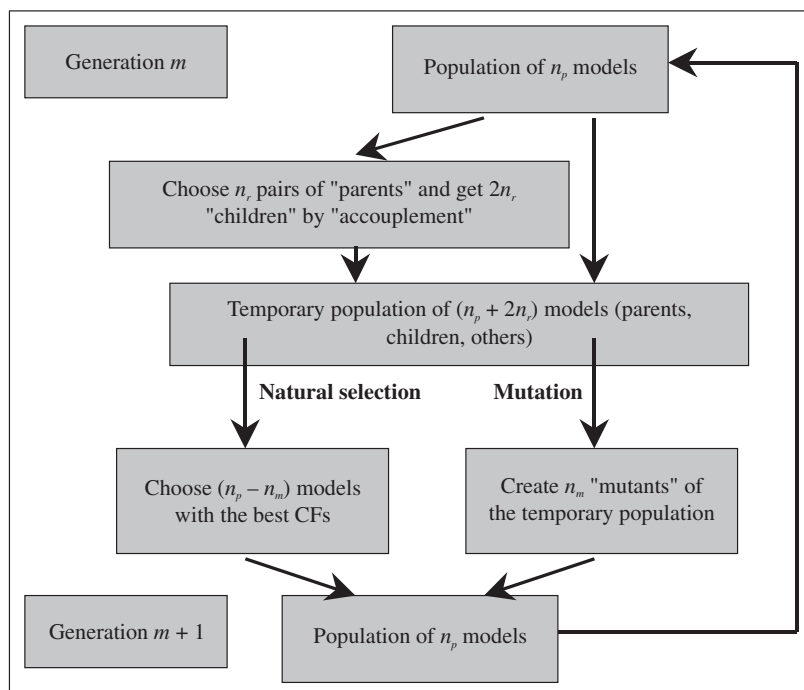 Generation m
Population of nₚ models
Choose nᵣ pairs of "parents" and get 2nᵣ
"children" by "accouplement"
Temporary population of (nₚ + 2nᵣ) models (parents,
children, others)
Natural selection
Mutation
Choose (nₚ – nₘ) models
with the best CFs
Create nₘ "mutants" of
the temporary population
Generation m + 1
Population of nₚ models